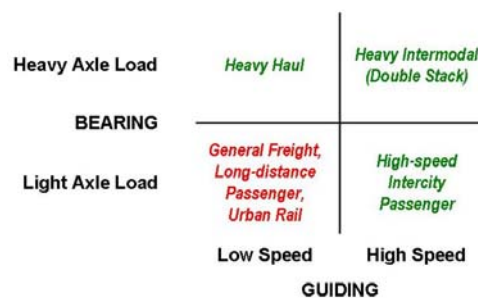 Heavy Axle Load
Heavy Haul
Heavy Intermodal
(Double Stack)
BEARING
Light Axle Load
General Freight,
Long-distance
Passenger,
Urban Rail
High-speed
Intercity
Passenger
Low Speed
High Speed
GUIDING